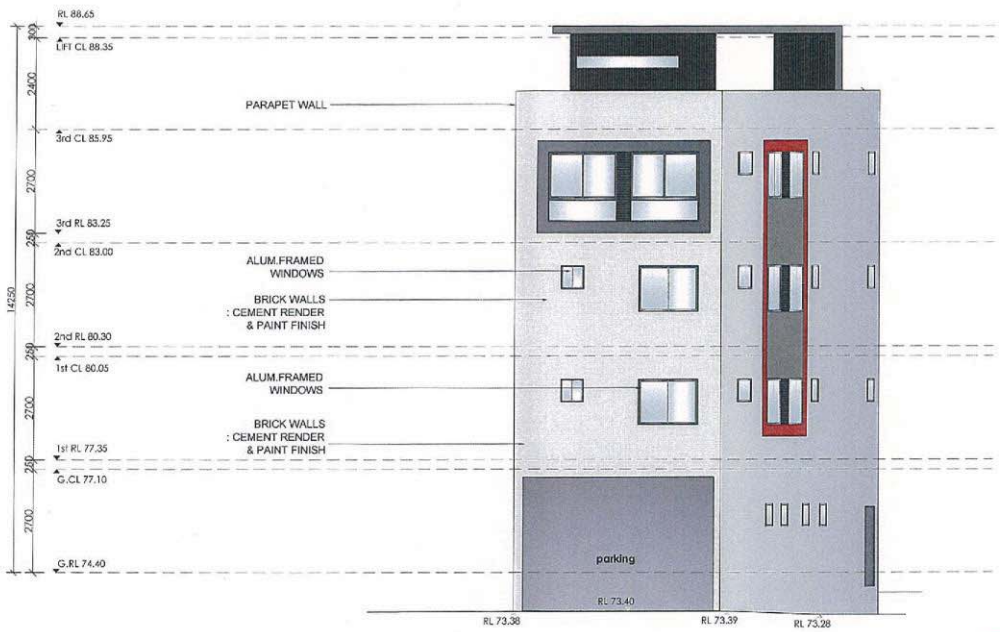 RL 88.65
300
LIFT CL 88.35
2400
PARAPET WALL
3rd CL 85.95
2700
3rd RL 83.25
250
2nd CL 83.00
ALUM.FRAMED
WINDOWS
14250
2700
BRICK WALLS
: CEMENT RENDER
& PAINT FINISH
2nd RL 80.30
250
1st CL 80.05
ALUM.FRAMED
WINDOWS
2700
BRICK WALLS
: CEMENT RENDER
& PAINT FINISH
1st RL 77.35
250
G.CL 77.10
2700
parking
G.RL 74.40
RL 73.40
RL 73.38
RL 73.39
RL 73.28